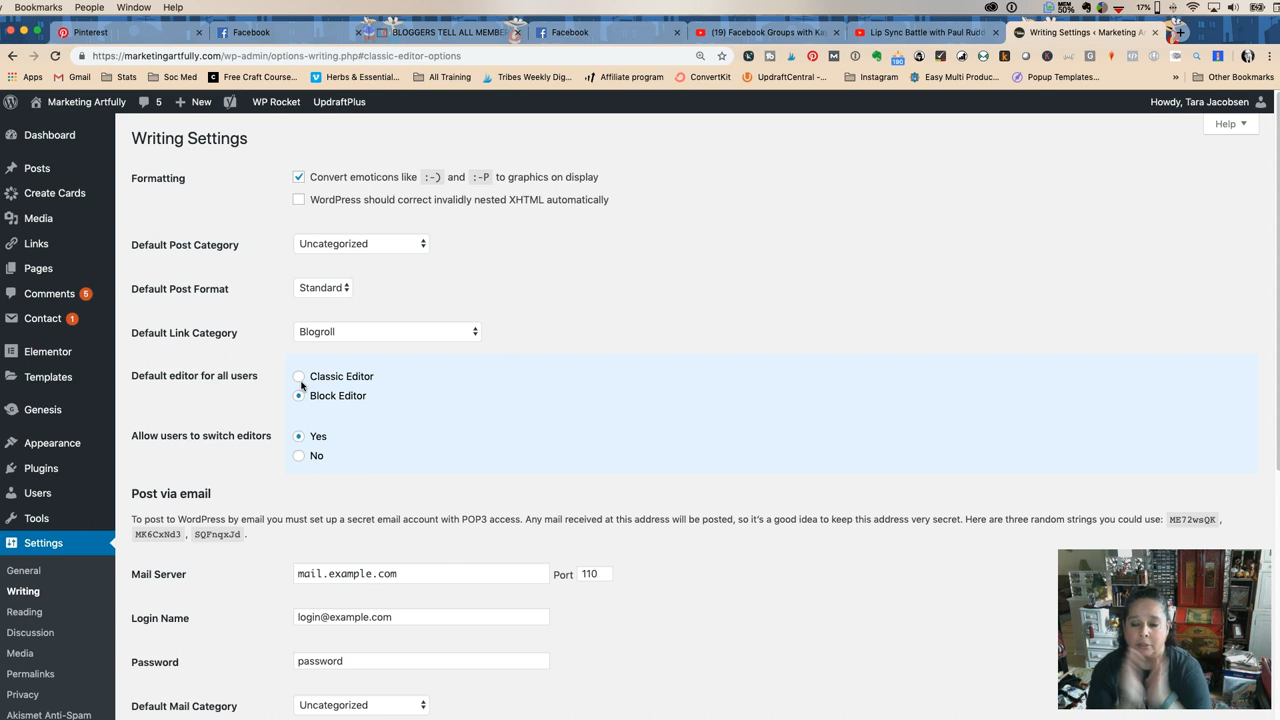 Bookmarks People Window Help
17%
Pinterest
Facebook
BLOGGERS TELL ALL MEMBE
Facebook
(19) Facebook Groups with Ka
Lip Sync Battle with Paul Rudd
Writing Settings ‹ Marketing Ar
https://marketingartfully.com/wp-admin/options-writing.php#classic-editor-options
Apps Gmail Stats Soc Med Free Craft Course... Herbs & Essential... All Training Tribes Weekly Dig... Affiliate program ConvertKit UpdraftCentral -... Instagram Easy Multi Produc... Popup Templates... » Other Bookmarks
Marketing Artfully 5 + New WP Rocket UpdraftPlus Howdy, Tara Jacobsen
Help
Writing Settings
Dashboard
Posts
Create Cards
Media
Links
Pages
Comments 5
Contact 1
Elementor
Templates
Genesis
Appearance
Plugins
Users
Tools
Settings
General
Writing
Reading
Discussion
Media
Permalinks
Privacy
Akismet Anti-Spam
Formatting
Convert emoticons like :-) and :-P to graphics on display
WordPress should correct invalidly nested XHTML automatically
Default Post Category Uncategorized
Default Post Format Standard
Default Link Category Blogroll
Default editor for all users Classic Editor
Block Editor
Allow users to switch editors Yes
No
Post via email
To post to WordPress by email you must set up a secret email account with POP3 access. Any mail received at this address will be posted, so it's a good idea to keep this address very secret. Here are three random strings you could use: ME72wsQK ,
MK6CxNd3 , SQFnqxJd .
Mail Server mail.example.com Port 110
Login Name login@example.com
Password password
Default Mail Category Uncategorized